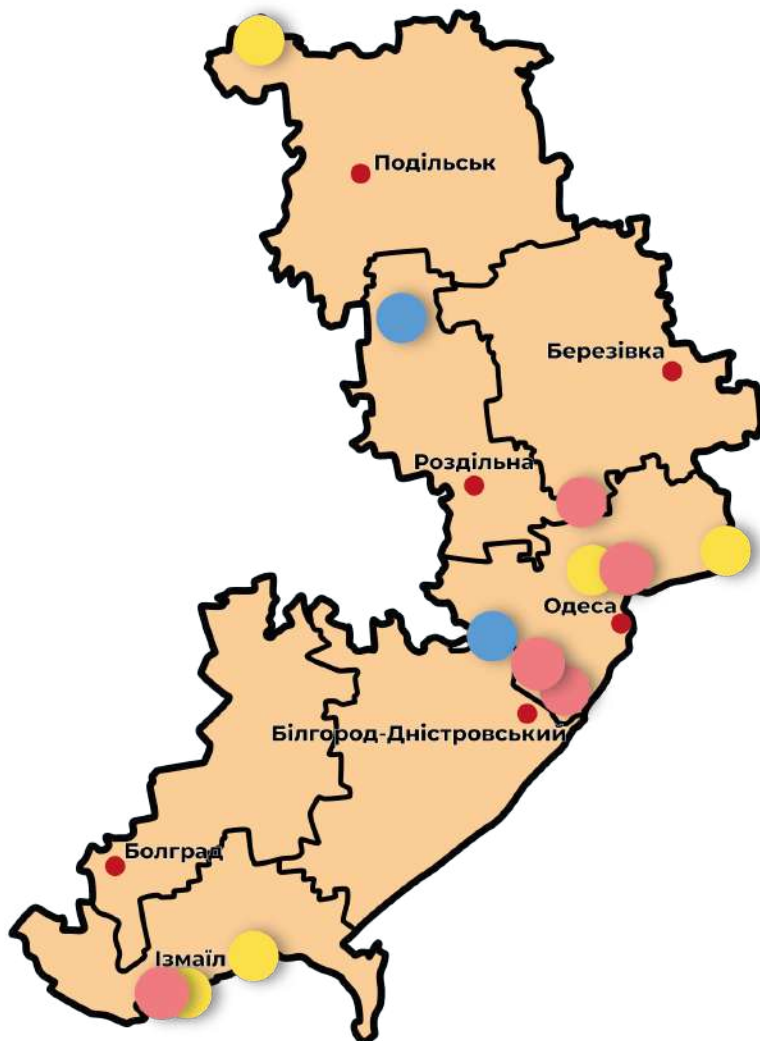 Подільськ
Березівка
Роздільна
Одеса
Білгород-Дністровський
Болград
Ізмаїл